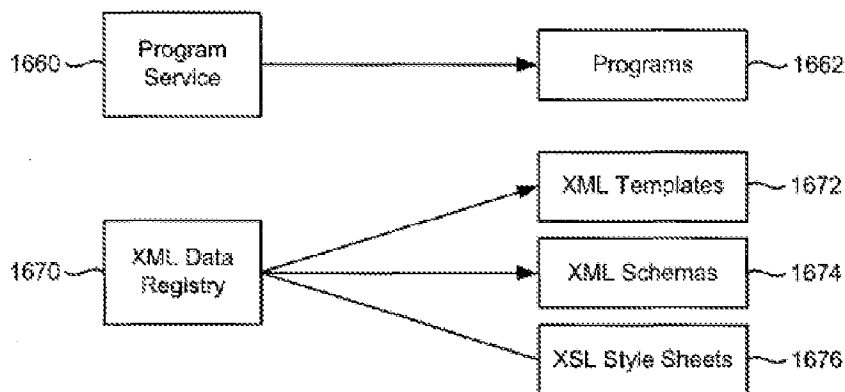 1660
Program
Service
Programs
1662
XML Templates
1672
1670
XML Data
Registry
XML Schemas
1674
XSL Style Sheets
1676